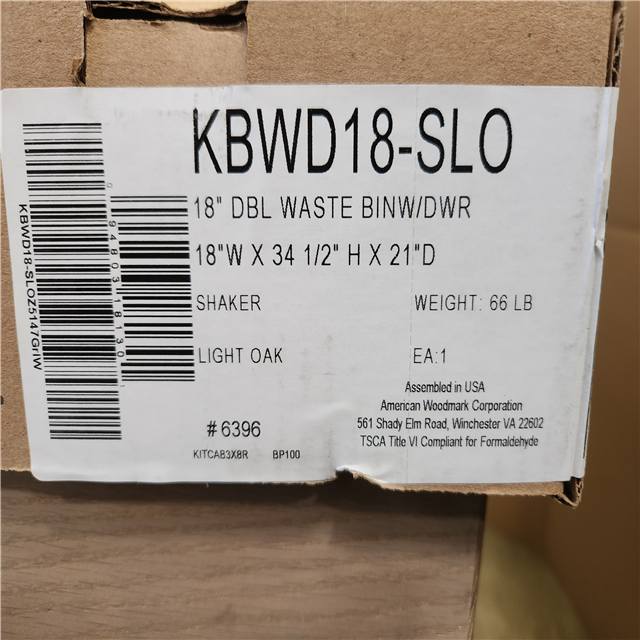 KBWD18-SLO
18" DBL WASTE BINW/DWR
18"W X 34 1/2" H X 21"D
SHAKER
WEIGHT: 66 LB
LIGHT OAK
EA:1
Assembled in USA
American Woodmark Corporation
561 Shady Elm Road, Winchester VA 22602
TSCA Title VI Compliant for Formaldehyde
#6396
KITCAB3X8R
BP100
KBWD18-SLOZ5147GrIW